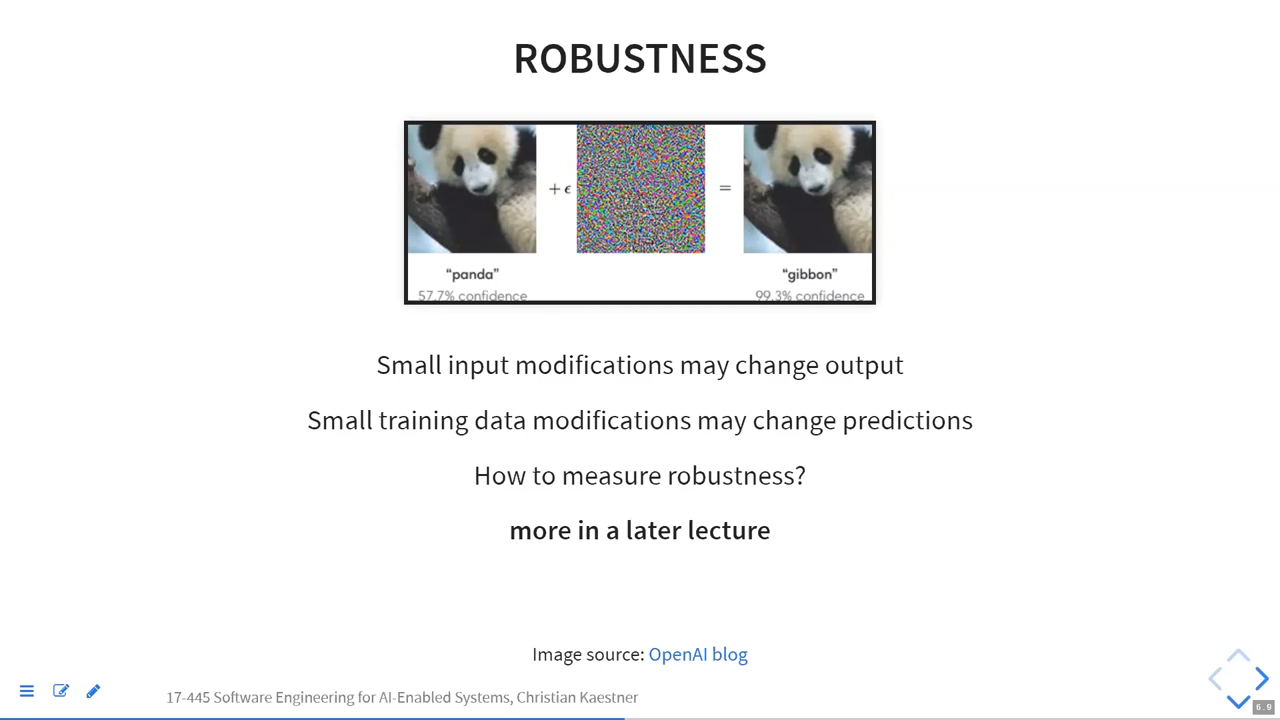 ROBUSTNESS
+ ϵ
=
“panda”
“gibbon”
57.7% confidence
99.3% confidence
Small input modifications may change output
Small training data modifications may change predictions
How to measure robustness?
more in a later lecture
Image source: OpenAI blog
17-445 Software Engineering for AI-Enabled Systems, Christian Kaestner
6.9